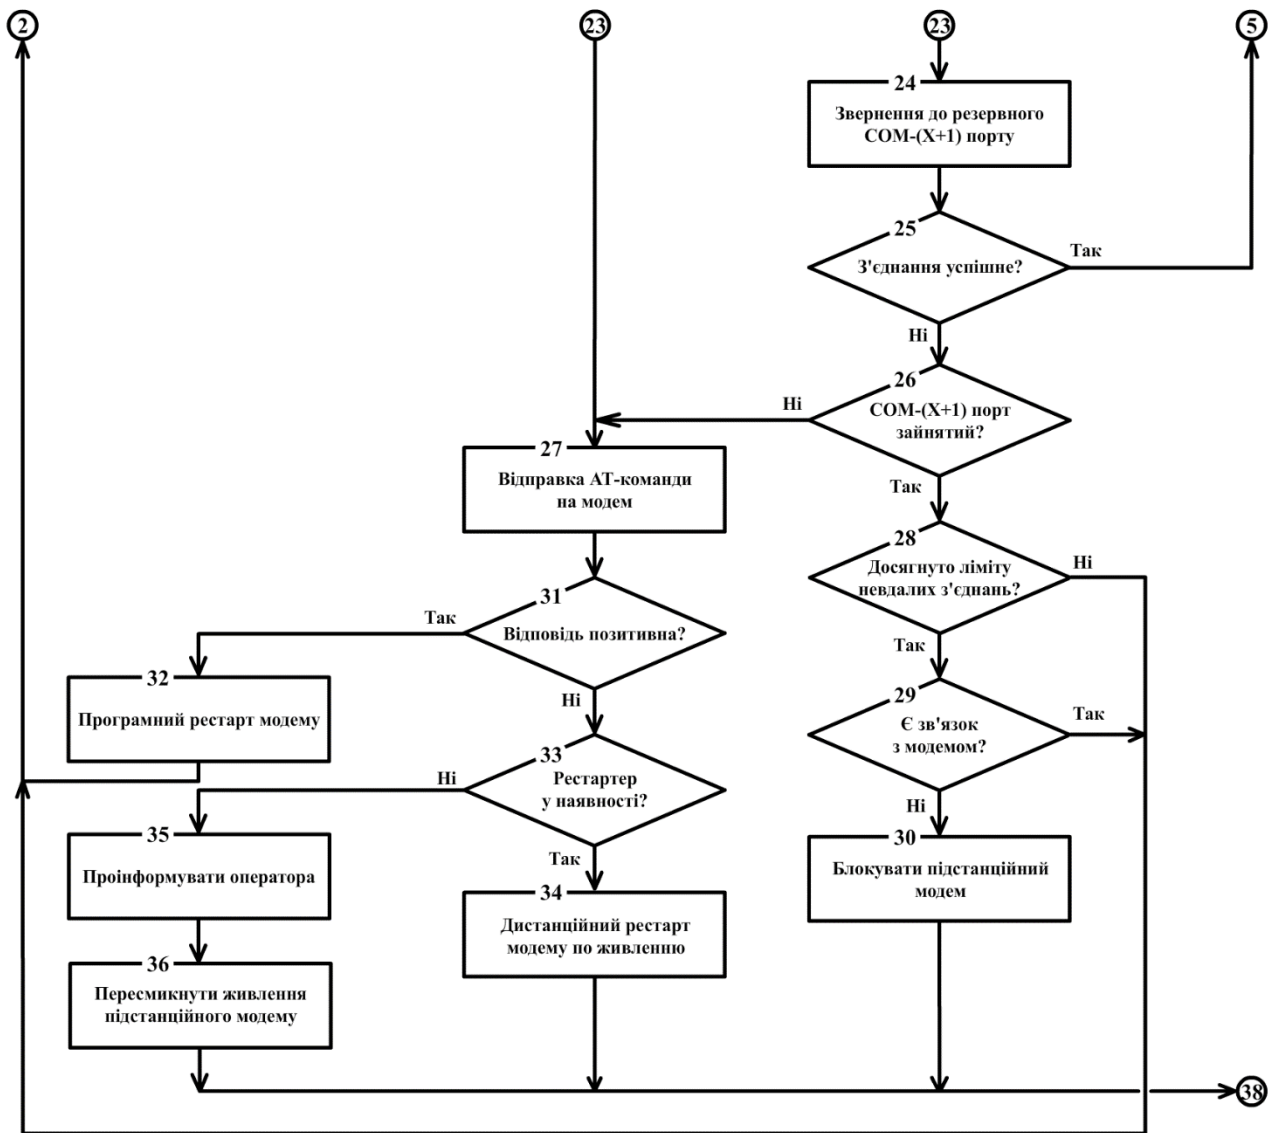 2
23
23
5
24
Звернення до резервного
COM-(X+1) порту
25
З'єднання успішне?
Так
Ні
26
COM-(X+1) порт
зайнятий?
Ні
Так
27
Відправка АТ-команди
на модем
28
Досягнуто ліміту
невдалих з'єднань?
Ні
Так
31
Відповідь позитивна?
Так
Ні
29
Є зв'язок
з модемом?
Так
Ні
32
Програмний рестарт модему
33
Рестартер
у наявності?
Ні
Так
30
Блокувати підстанційний
модем
35
Проінформувати оператора
34
Дистанційний рестарт
модему по живленню
36
Пересмикнути живлення
підстанційного модему
38